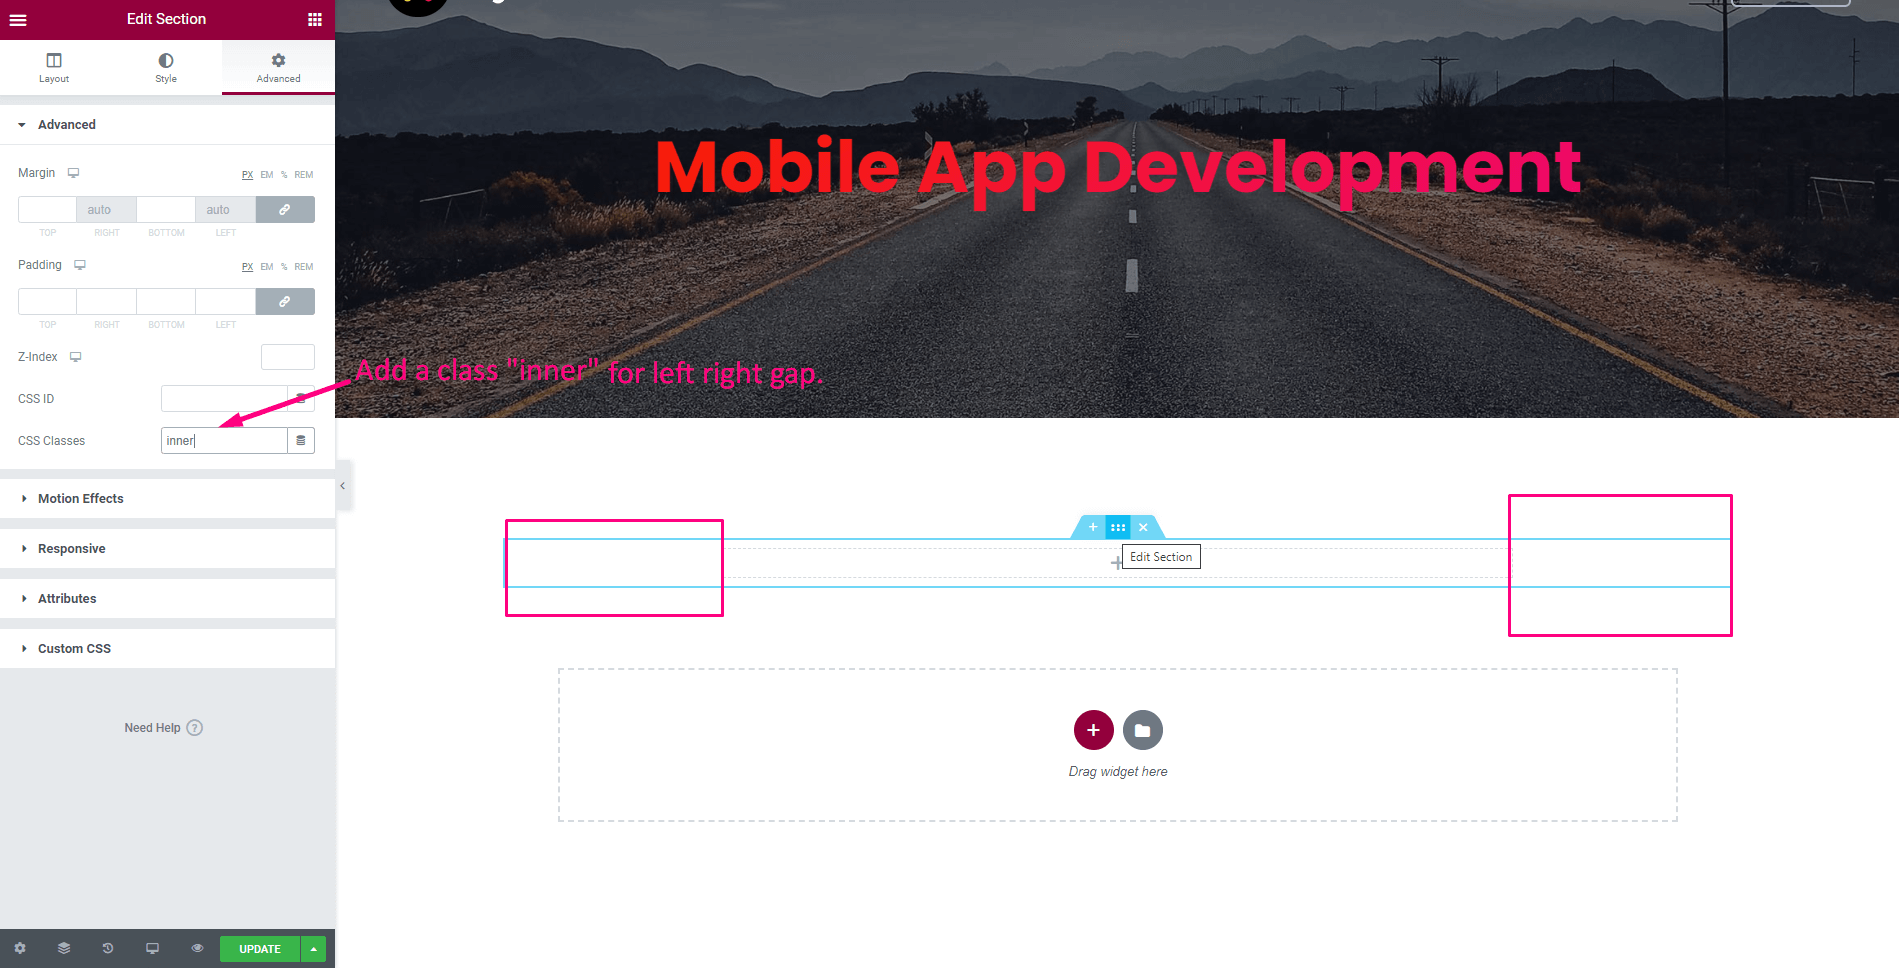 Edit Section
Layout
Style
Advanced
Advanced
Margin
PX EM % REM
auto auto
TOP RIGHT BOTTOM LEFT
Padding
PX EM % REM
TOP RIGHT BOTTOM LEFT
Z-Index
CSS ID
CSS Classes
inner
Motion Effects
Responsive
Attributes
Custom CSS
Need Help ?
UPDATE
Mobile App Development
Add a class "inner" for left right gap.
Edit Section
Drag widget here